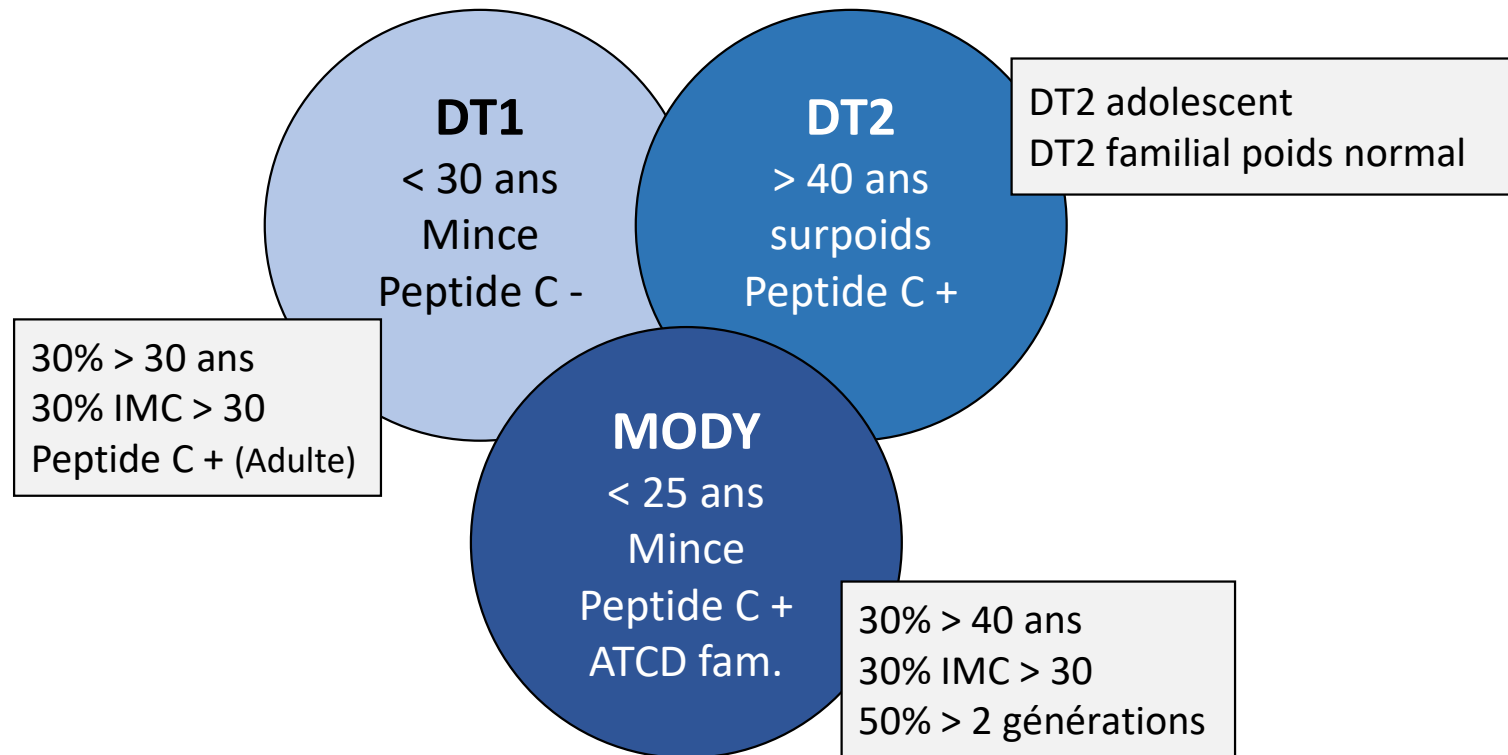 DT1
< 30 ans
Mince
Peptide C -
DT2
> 40 ans
surpoids
Peptide C +
DT2 adolescent
DT2 familial poids normal
30% > 30 ans
30% IMC > 30
Peptide C + (Adulte)
MODY
< 25 ans
Mince
Peptide C +
ATCD fam.
30% > 40 ans
30% IMC > 30
50% > 2 générations